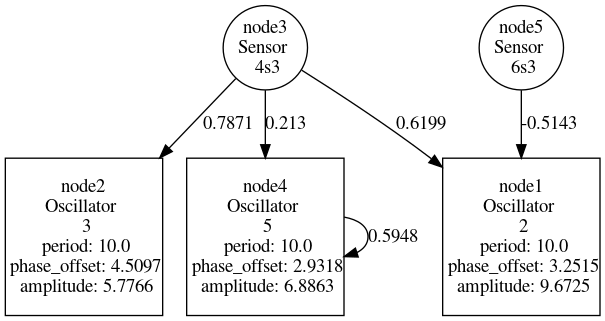 node3
Sensor
4s3
node5
Sensor
6s3
0.7871
0.213
0.6199
-0.5143
node2
Oscillator
3
period: 10.0
phase_offset: 4.5097
amplitude: 5.7766
node4
Oscillator
5
period: 10.0
phase_offset: 2.9318
amplitude: 6.8863
0.5948
node1
Oscillator
2
period: 10.0
phase_offset: 3.2515
amplitude: 9.6725